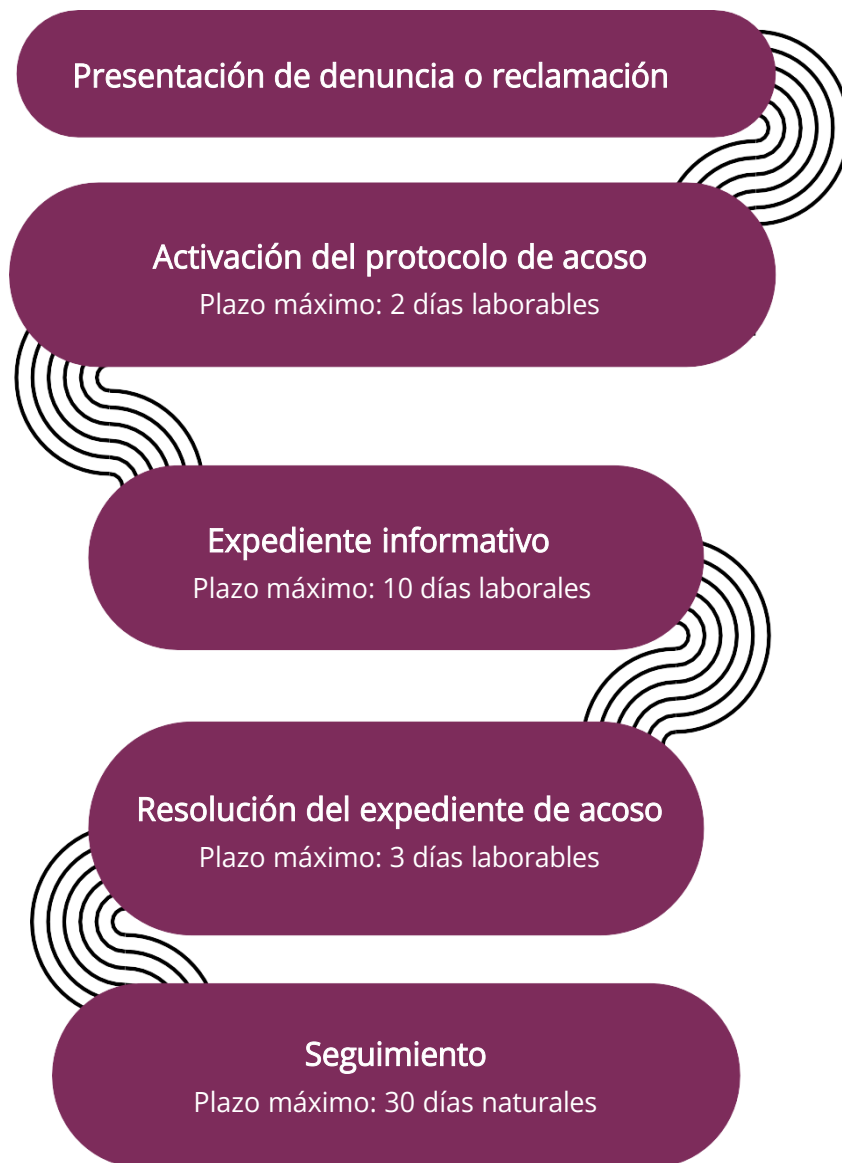 Presentación de denuncia o reclamación
Activación del protocolo de acoso
Plazo máximo: 2 días laborables
Expediente informativo
Plazo máximo: 10 días laborales
Resolución del expediente de acoso
Plazo máximo: 3 días laborables
Seguimiento
Plazo máximo: 30 días naturales